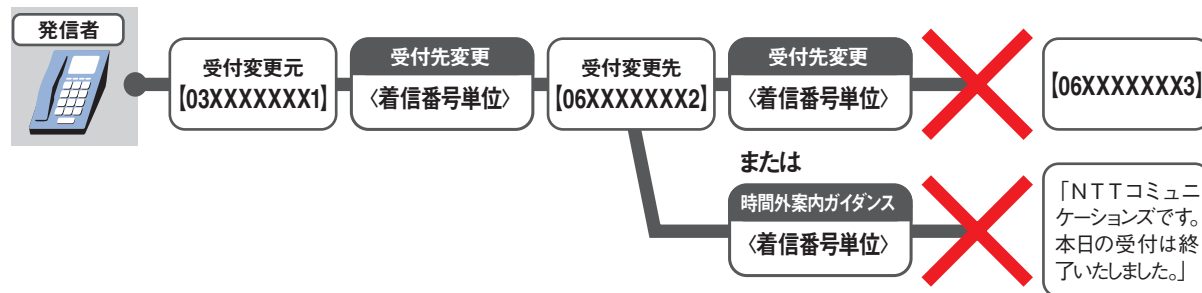 発信者
受付変更元
【03XXXXXXX1】
受付先変更
〈着信番号単位〉
受付変更先
【06XXXXXXX2】
受付先変更
〈着信番号単位〉
【06XXXXXXX3】
または
時間外案内ガイダンス
〈着信番号単位〉
「NTTコミュニ
ケーションズです。
本日の受付は終
了いたしました。」